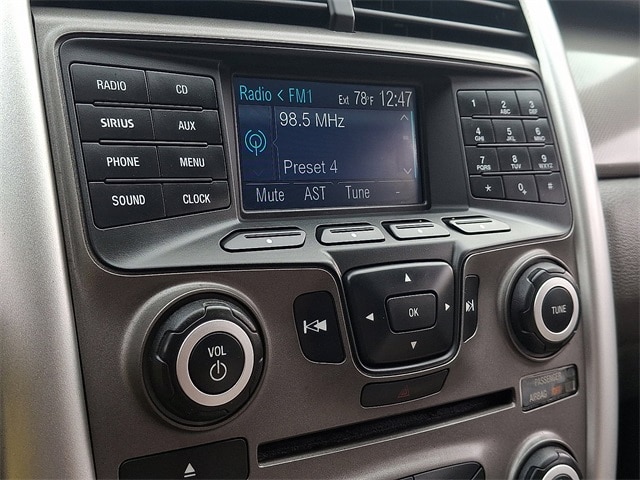 RADIO
CD
SIRIUS
AUX
PHONE
MENU
SOUND
CLOCK
Radio < FM1 Ext 78°F 12:47
98.5 MHz
Preset 4
Mute AST Tune -
1 2 ABC 3 DEF
4 GHI 5 JKL 6 MNO
7 PQRS 8 TUV 9 WXYZ
* 0+ #
VOL
OK
TUNE
PASSENGER
AIRBAG